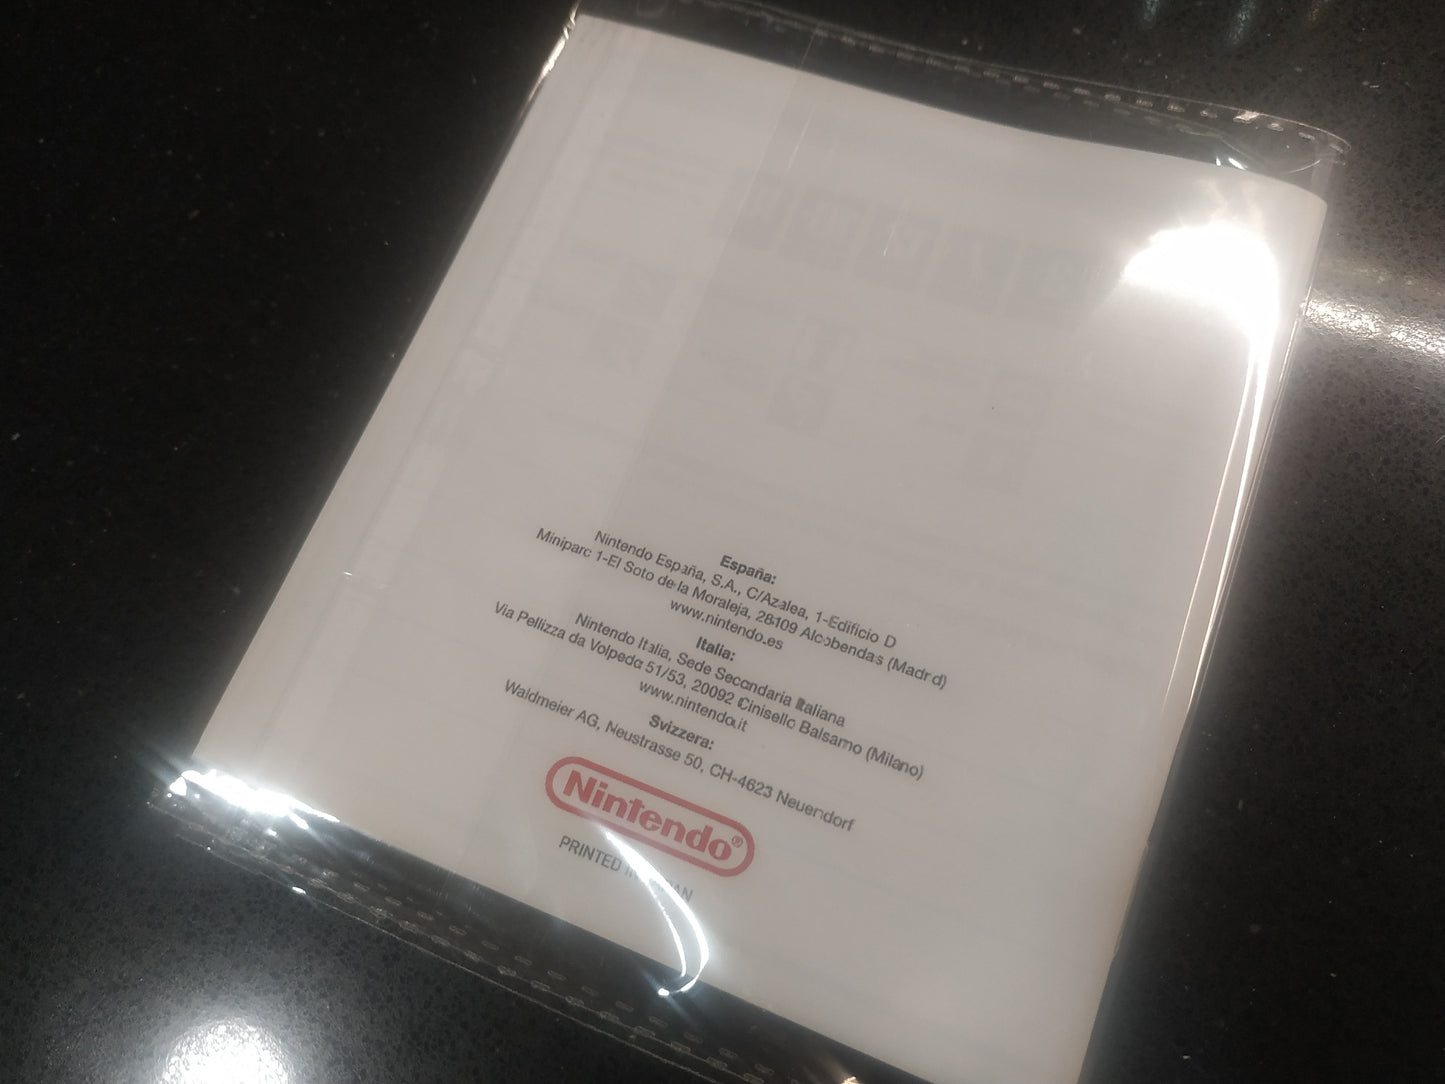 España:
Nintendo España, S.A., C/Azalea, 1-Edificio D
Miniparc 1-El Soto de la Moraleja, 28109 Alcobendas (Madrid)
www.nintendo.es
Italia:
Nintendo Italia, Sede Secondaria Italiana
Via Pellizza da Volpedo 51/53, 20092 Cinisello Balsamo (Milano)
www.nintendo.it
Svizzera:
Waldmeier AG, Neustrasse 50, CH-4623 Neuendorf
Nintendo®
PRINTED IN